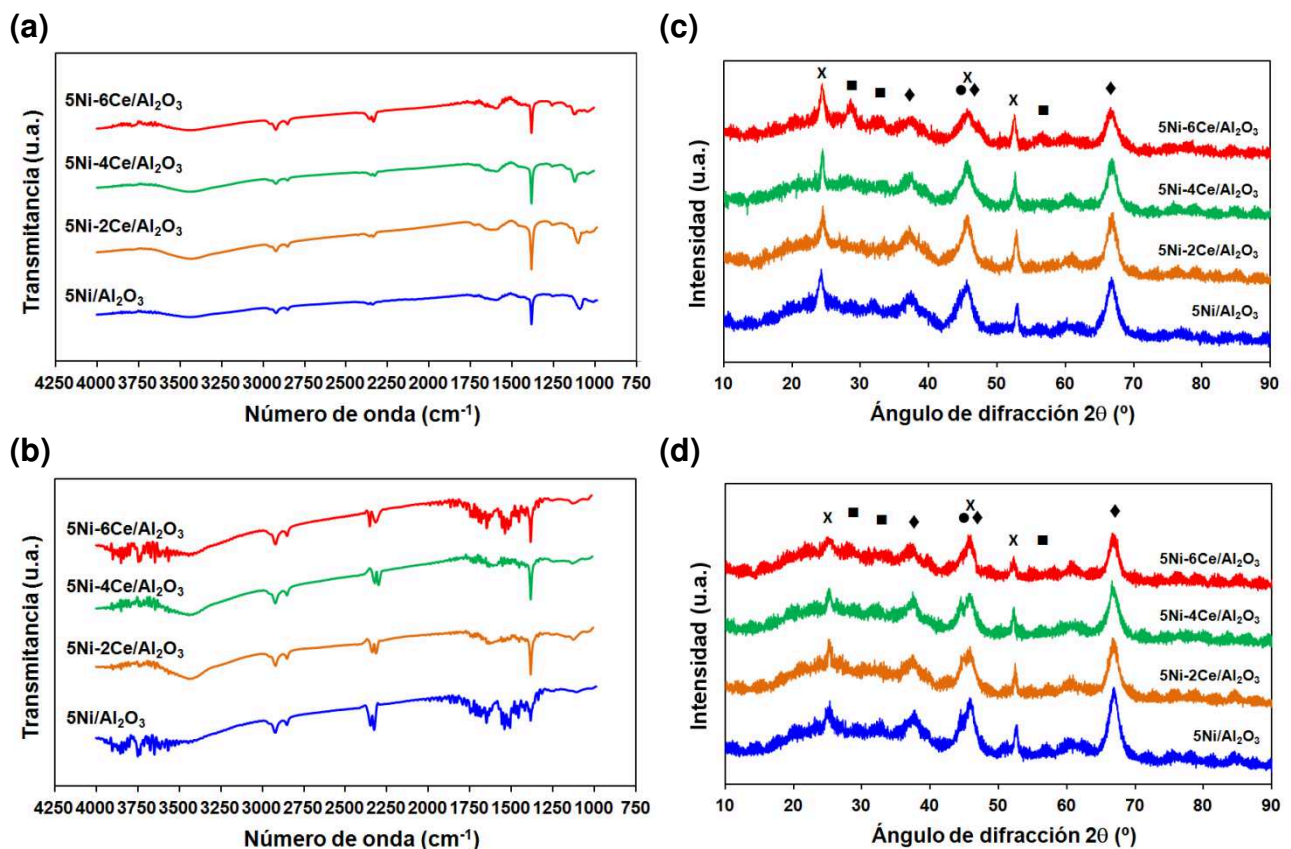 (a)
Transmitancia (u.a.)
5Ni-6Ce/Al₂O₃
5Ni-4Ce/Al₂O₃
5Ni-2Ce/Al₂O₃
5Ni/Al₂O₃
4250 4000 3750 3500 3250 3000 2750 2500 2250 2000 1750 1500 1250 1000 750
Número de onda (cm⁻¹)
(c)
Intensidad (u.a.)
X ■ ■ ♦ ● X ♦ X ■ ♦
5Ni-6Ce/Al₂O₃
5Ni-4Ce/Al₂O₃
5Ni-2Ce/Al₂O₃
5Ni/Al₂O₃
10 20 30 40 50 60 70 80 90
Ángulo de difracción 2θ (º)
(b)
Transmitancia (u.a.)
5Ni-6Ce/Al₂O₃
5Ni-4Ce/Al₂O₃
5Ni-2Ce/Al₂O₃
5Ni/Al₂O₃
4250 4000 3750 3500 3250 3000 2750 2500 2250 2000 1750 1500 1250 1000 750
Número de onda (cm⁻¹)
(d)
Intensidad (u.a.)
X ■ ■ ♦ ● X ♦ X ■ ♦
5Ni-6Ce/Al₂O₃
5Ni-4Ce/Al₂O₃
5Ni-2Ce/Al₂O₃
5Ni/Al₂O₃
10 20 30 40 50 60 70 80 90
Ángulo de difracción 2θ (º)